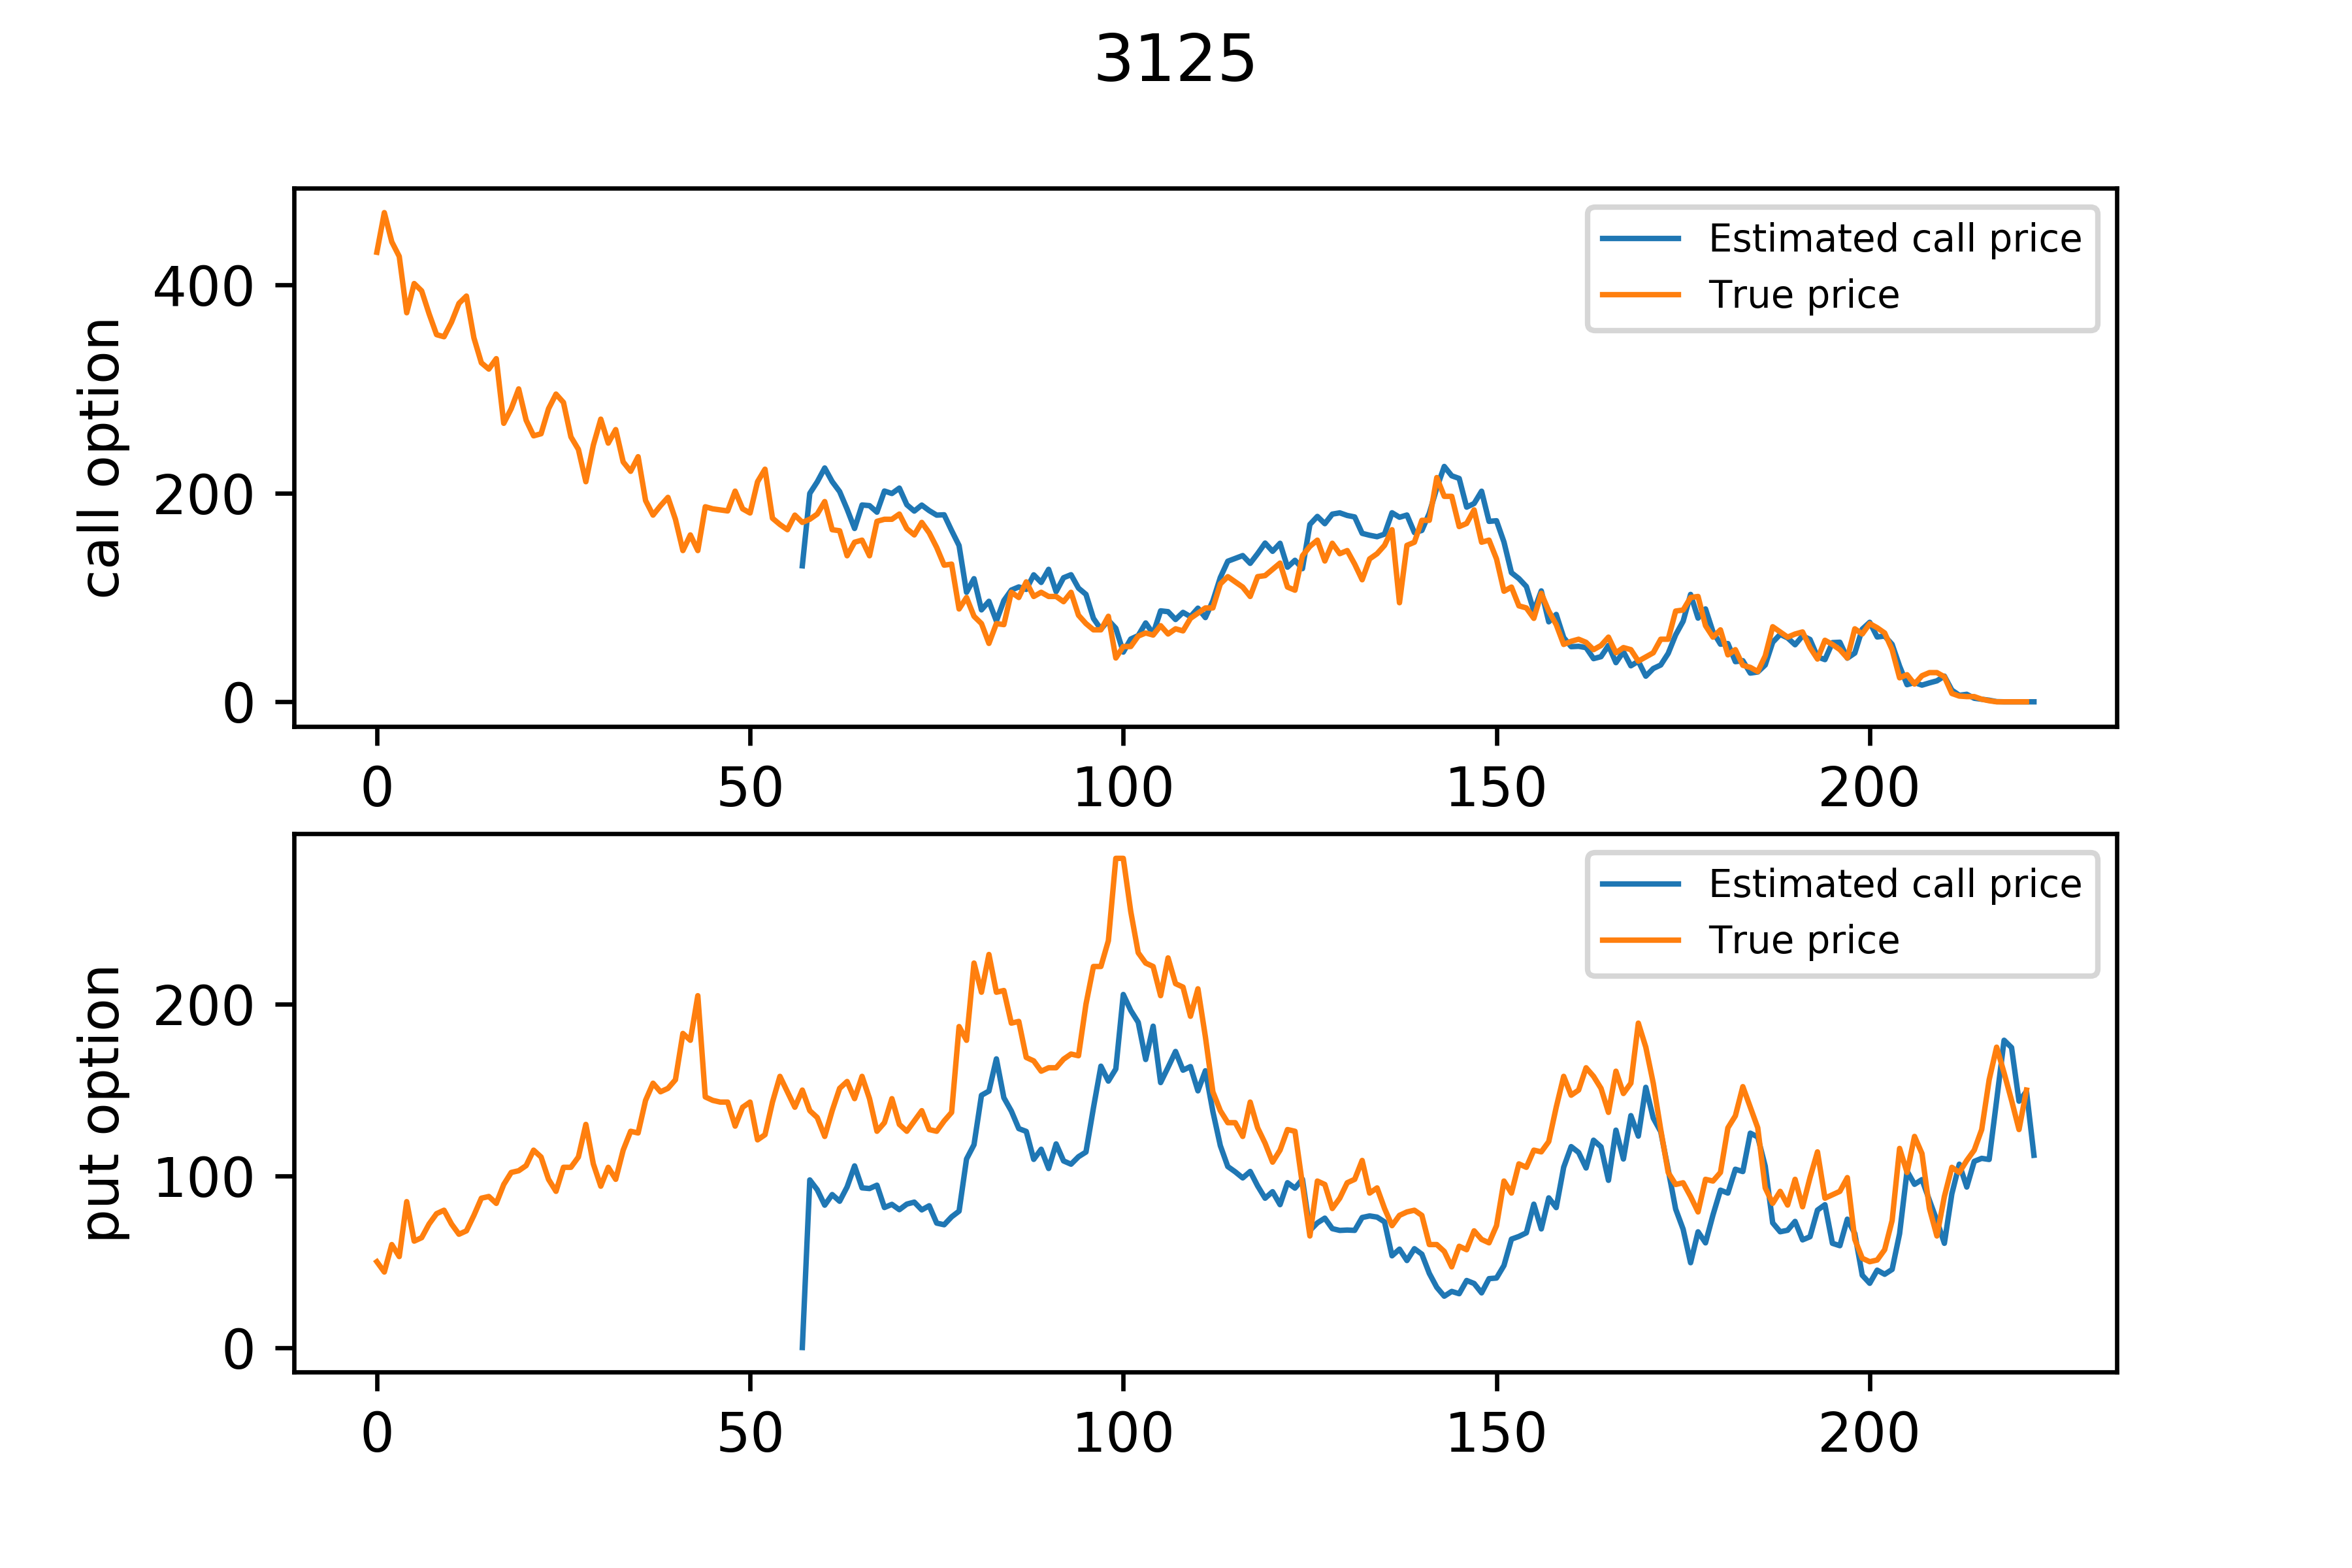 3125
call option
400
200
0
Estimated call price
True price
0 50 100 150 200
put option
200
100
0
Estimated call price
True price
0 50 100 150 200